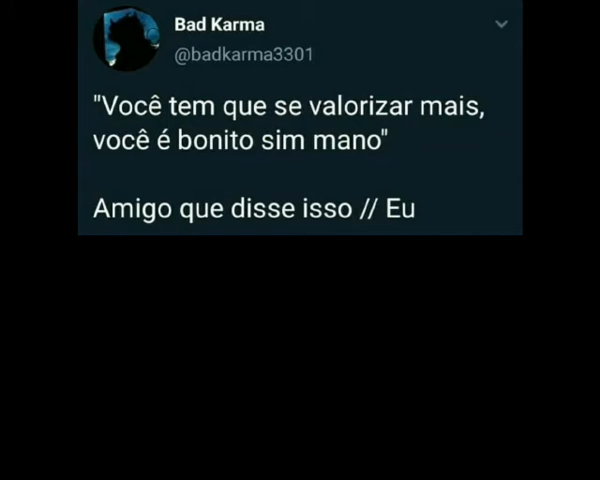 Bad Karma
@badkarma3301
"Você tem que se valorizar mais,
você é bonito sim mano"
Amigo que disse isso // Eu